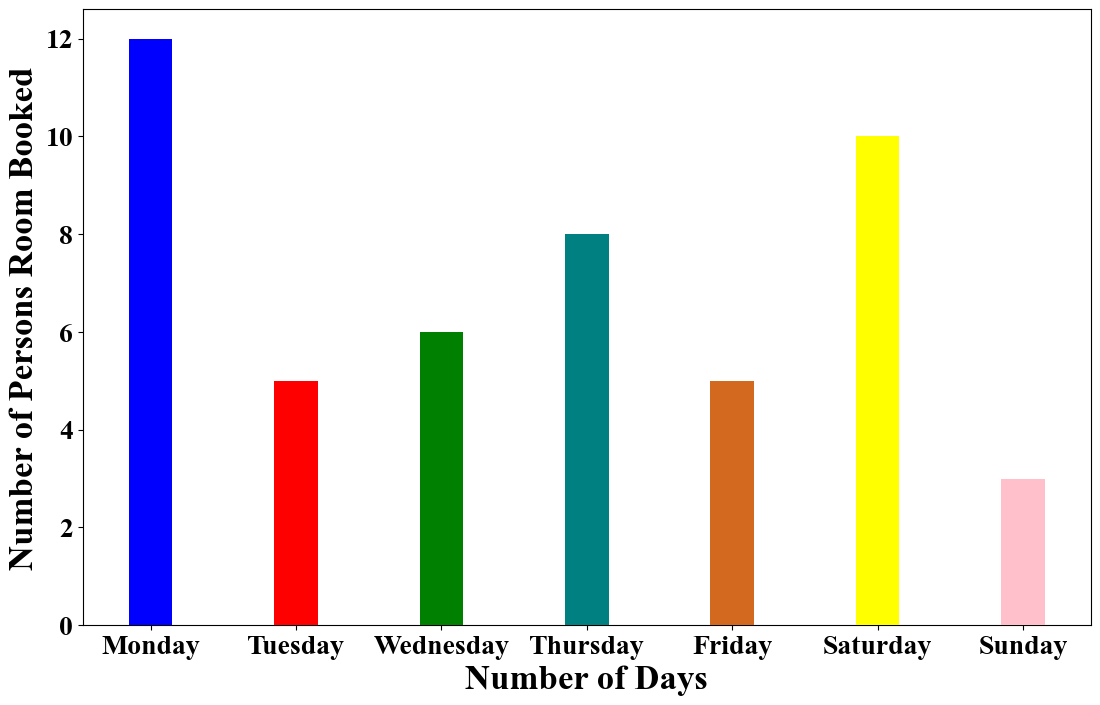 Number of Persons Room Booked
12
10
8
6
4
2
0
Monday Tuesday Wednesday Thursday Friday Saturday Sunday
Number of Days